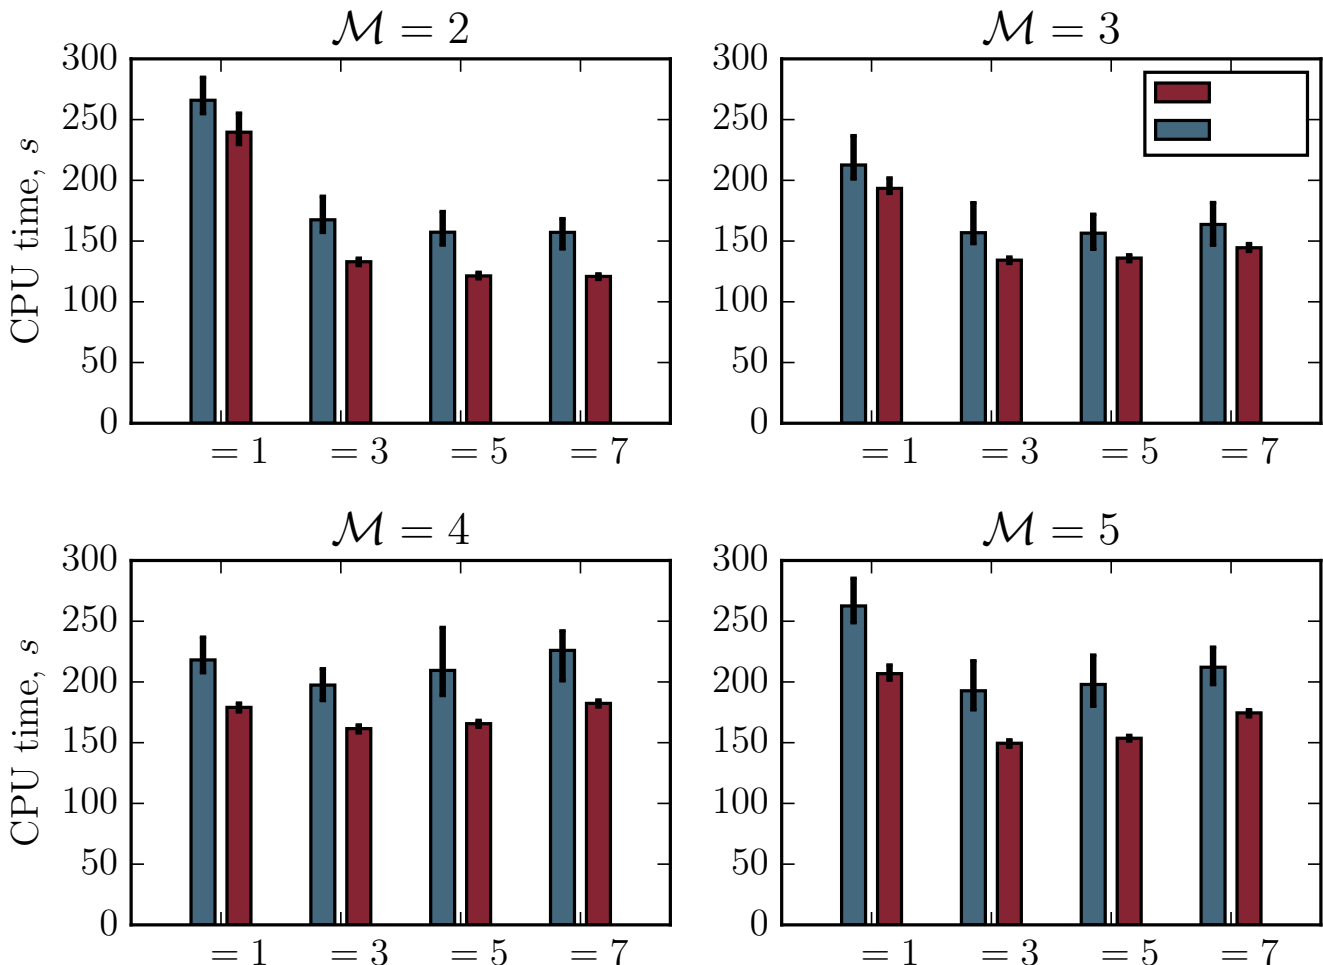 ℳ = 2
300
250
200
150
100
50
0
CPU time, s
= 1 = 3 = 5 = 7
ℳ = 3
300
250
200
150
100
50
0
= 1 = 3 = 5 = 7
ℳ = 4
300
250
200
150
100
50
0
CPU time, s
= 1 = 3 = 5 = 7
ℳ = 5
300
250
200
150
100
50
0
= 1 = 3 = 5 = 7